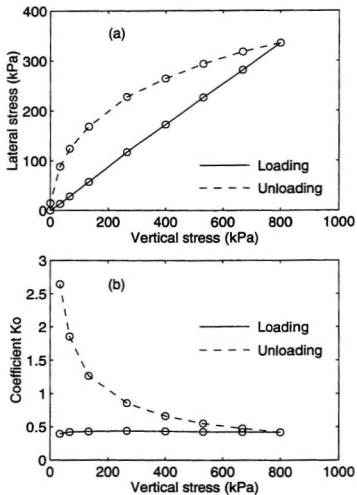 400
(a)
300
Lateral stress (kPa)
200
100
Loading
Unloading
0
0 200 400 600 800 1000
Vertical stress (kPa)
3
(b)
2.5
Coefficient Ko
2
Loading
Unloading
1.5
1
0.5
0
0 200 400 600 800 1000
Vertical stress (kPa)